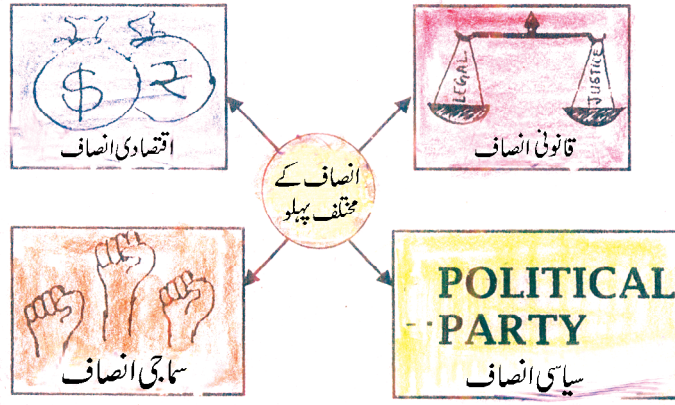 $ ₹
اقتصادی انصاف
LEGAL JUSTICE
قانونی انصاف
انصاف کے
مختلف پہلو
سماجی انصاف
POLITICAL
PARTY
سیاسی انصاف